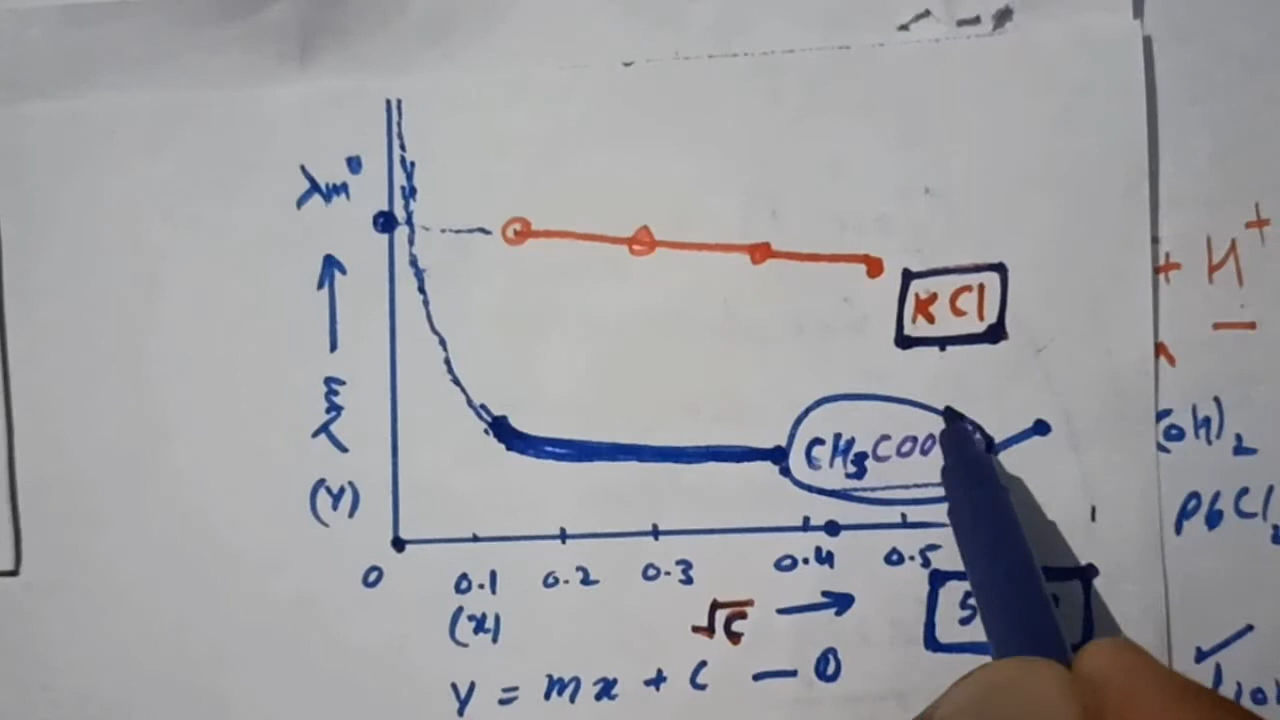 λm°
KCl
λm
(Y)
CH3COO
0
0.1
0.2
0.3
0.4
0.5
(x)
√C
Y = mx + C — ①
+ H+
(OH)2
PbCl2